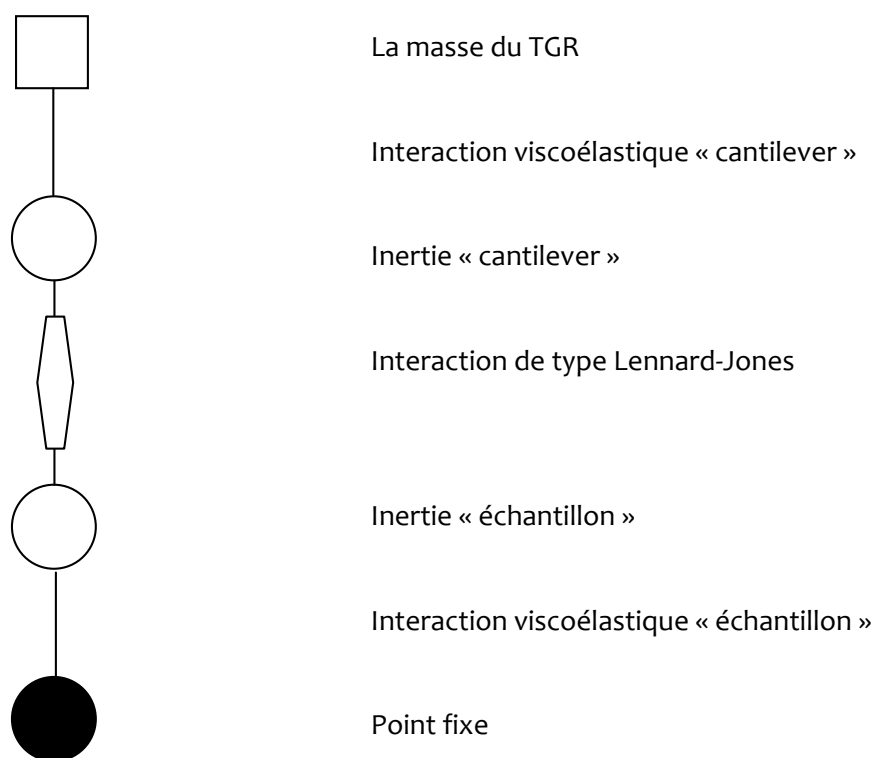 La masse du TGR
Interaction viscoélastique « cantilever »
Inertie « cantilever »
Interaction de type Lennard-Jones
Inertie « échantillon »
Interaction viscoélastique « échantillon »
Point fixe